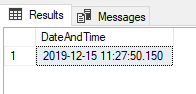 Results Messages
DateAndTime
1 2019-12-15 11:27:50.150